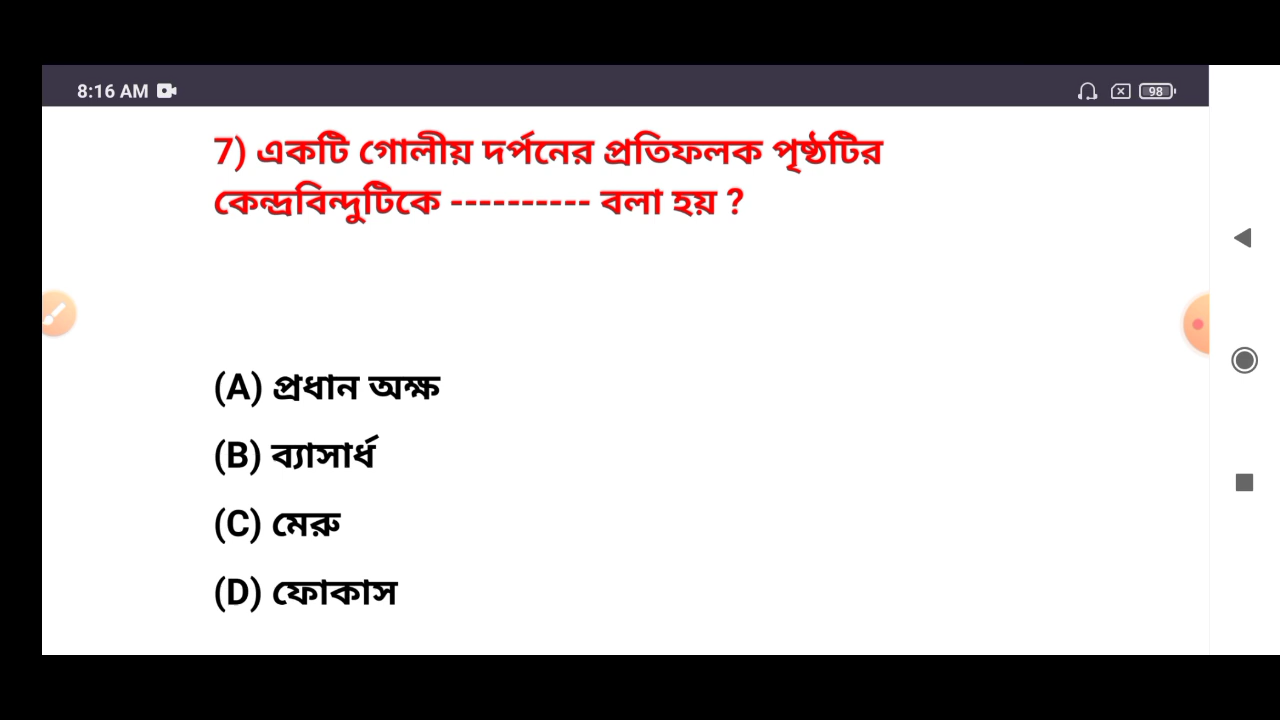 8:16 AM
98
7) একটি গোলীয় দর্পনের প্রতিফলক পৃষ্ঠটির
কেন্দ্রবিন্দুটিকে ---------- বলা হয় ?
(A) প্রধান অক্ষ
(B) ব্যাসার্ধ
(C) মেরু
(D) ফোকাস